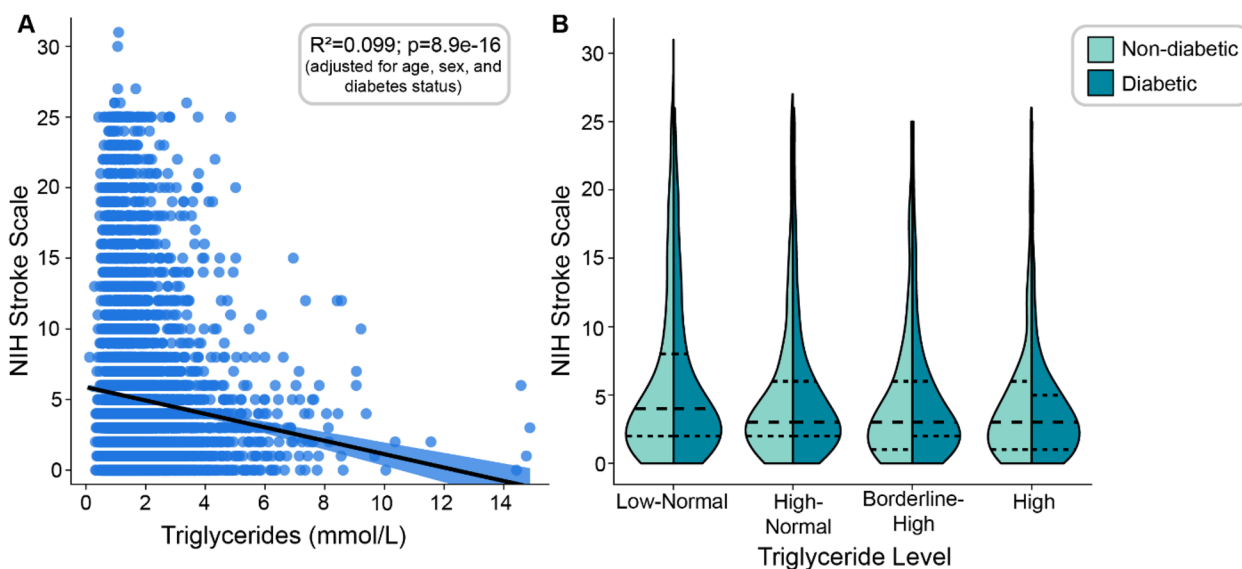 A
R²=0.099; p=8.9e-16
(adjusted for age, sex, and
diabetes status)
NIH Stroke Scale
30
25
20
15
10
5
0
0 2 4 6 8 10 12 14
Triglycerides (mmol/L)
B
Non-diabetic
Diabetic
NIH Stroke Scale
30
25
20
15
10
5
0
Low-Normal
High-
Normal
Borderline-
High
High
Triglyceride Level